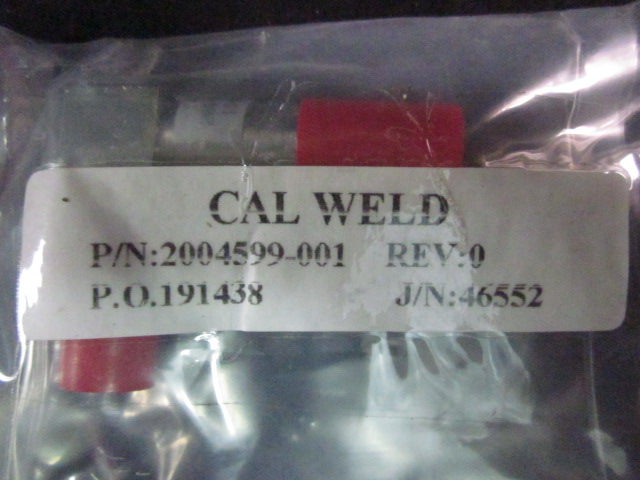 CAL WELD
P/N:2004599-001 REV:0
P.O.191438 J/N:46552